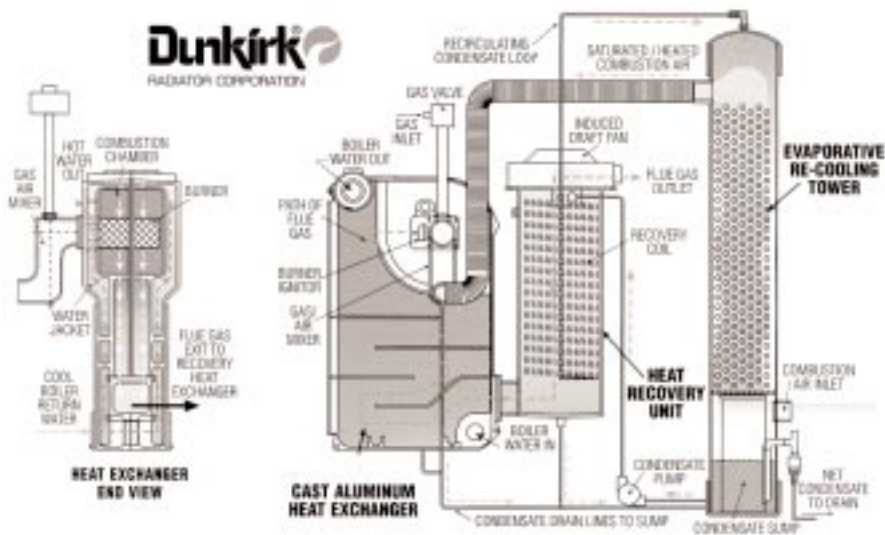 Dunkirk
RADIATOR CORPORATION
RECIRCULATING
CONDENSATE LOOP
SATURATED / HEATED
COMBUSTION AIR
GAS VALVE
GAS
INLET
INDUCED
DRAFT FAN
FLUE GAS
OUTLET
EVAPORATIVE
RE-COOLING
TOWER
BOILER
WATER OUT
PATH OF
FLUE
GAS
BURNER
IGNITOR
GAS/
AIR
MIXER
RECOVERY
COIL
HEAT
RECOVERY
UNIT
COMBUSTION
AIR INLET
BOILER
WATER IN
CONDENSATE
PUMP
NET
CONDENSATE
TO DRAIN
CAST ALUMINUM
HEAT EXCHANGER
CONDENSATE DRAIN LINES TO SUMP
CONDENSATE SUMP
COMBUSTION
CHAMBER
HOT
WATER
OUT
GAS
AIR
MIXER
BURNER
WATER
JACKET
FLUE GAS
EXIT TO
RECOVERY
HEAT
EXCHANGER
COOL
BOILER
RETURN
WATER
HEAT EXCHANGER
END VIEW